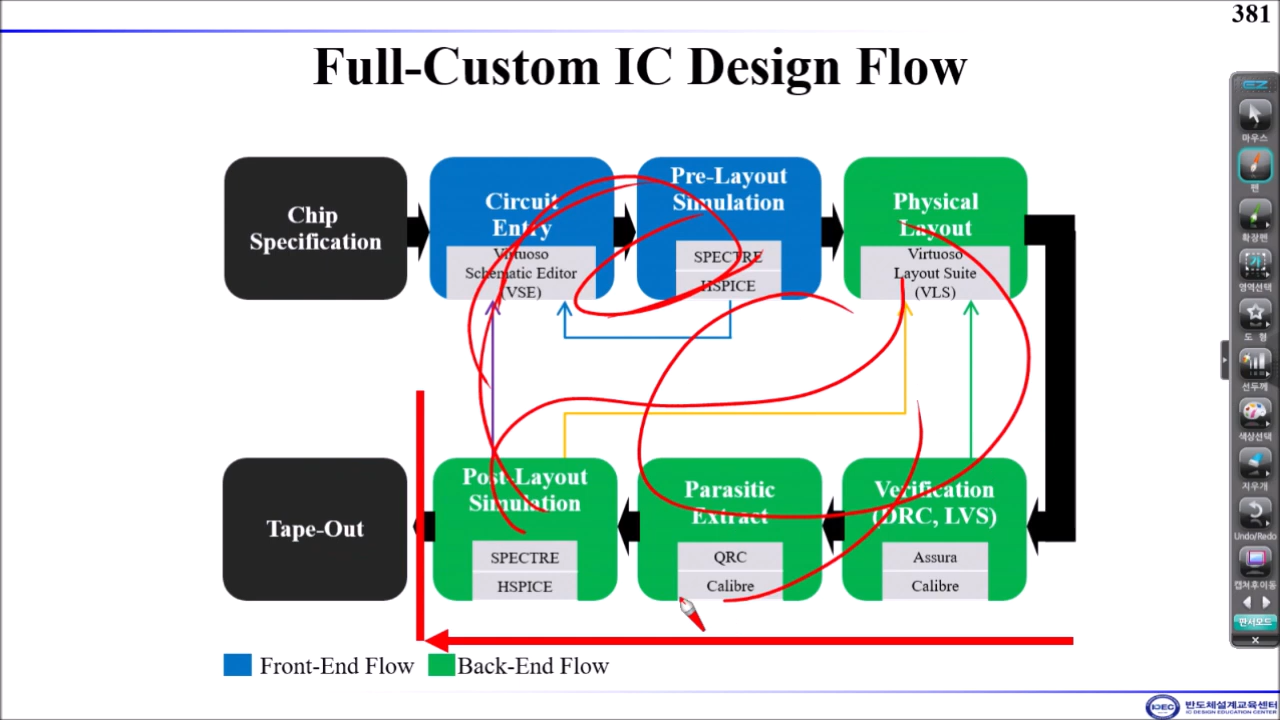 381
Full-Custom IC Design Flow
Chip
Specification
Circuit
Entry
Virtuoso
Schematic Editor
(VSE)
Pre-Layout
Simulation
SPECTRE
HSPICE
Physical
Layout
Virtuoso
Layout Suite
(VLS)
Tape-Out
Post-Layout
Simulation
SPECTRE
HSPICE
Parasitic
Extract
QRC
Calibre
Verification
(DRC, LVS)
Assura
Calibre
Front-End Flow
Back-End Flow
EZ
마우스
펜
확장펜
영역선택
도 형
선두께
색상선택
지우개
Undo/Redo
캡쳐후이동
판서모드
IDEC
반도체설계교육센터
IC DESIGN EDUCATION CENTER